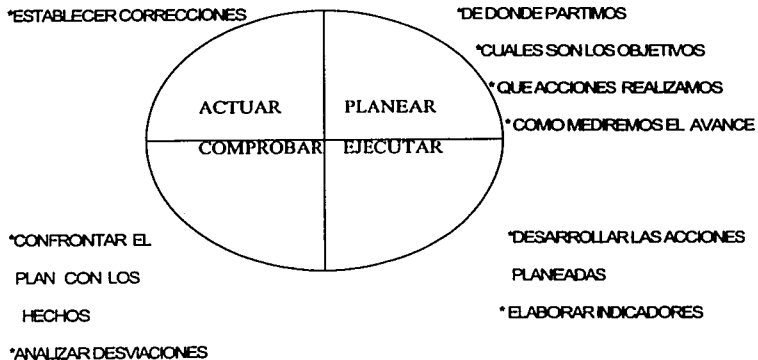 *ESTABLECER CORRECCIONES
*DE DONDE PARTIMOS
*CUALES SON LOS OBJETIVOS
*QUE ACCIONES REALIZAMOS
*COMO MEDIREMOS EL AVANCE
ACTUAR
PLANEAR
COMPROBAR
EJECUTAR
*CONFRONTAR EL
PLAN CON LOS
HECHOS
*ANALIZAR DESVIACIONES
*DESARROLLAR LAS ACCIONES
PLANEADAS
*ELABORAR INDICADORES